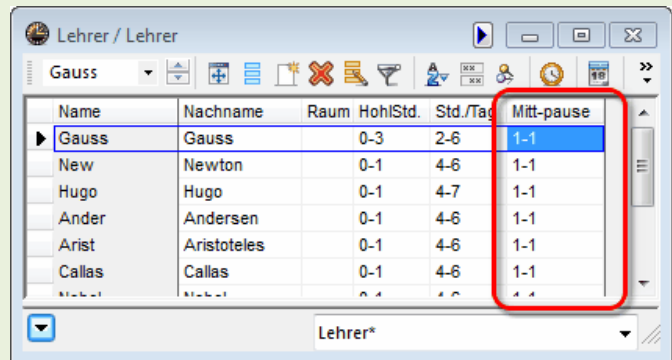 Lehrer / Lehrer
Gauss
Name Nachname Raum HohlStd. Std./Tag Mitt-pause
Gauss Gauss 0-3 2-6 1-1
New Newton 0-1 4-6 1-1
Hugo Hugo 0-1 4-7 1-1
Ander Andersen 0-1 4-6 1-1
Arist Aristoteles 0-1 4-6 1-1
Callas Callas 0-1 4-6 1-1
Lehrer*